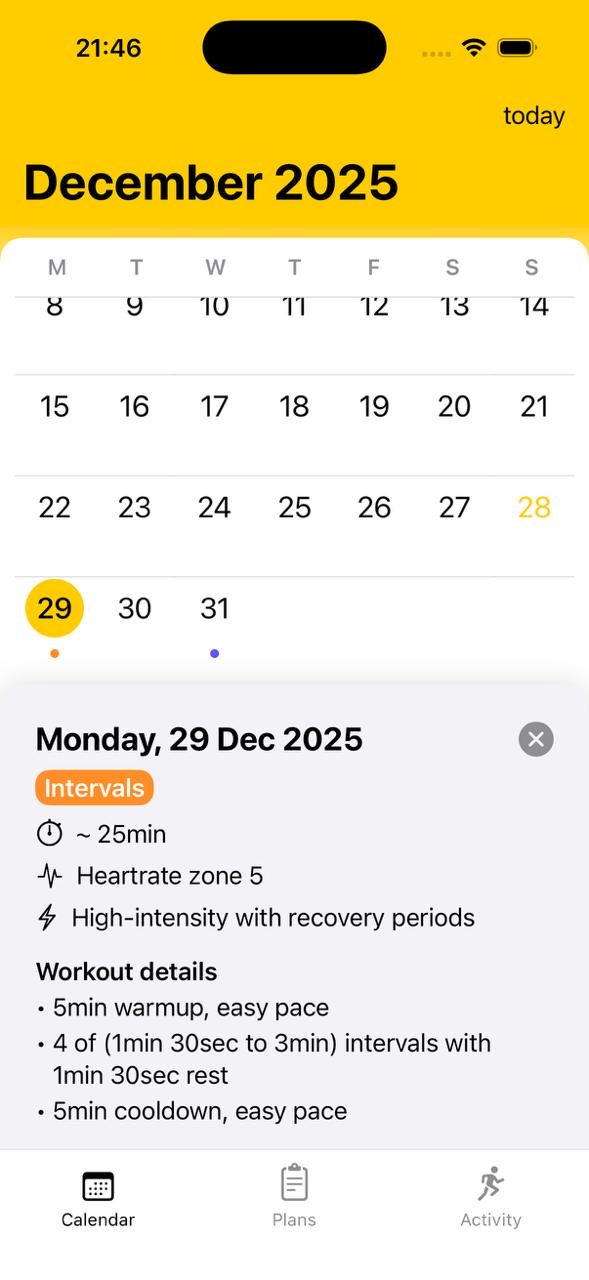 21:46
today
December 2025
M T W T F S S
8 9 10 11 12 13 14
15 16 17 18 19 20 21
22 23 24 25 26 27 28
29 30 31
Monday, 29 Dec 2025
Intervals
~ 25min
Heartrate zone 5
High-intensity with recovery periods
Workout details
• 5min warmup, easy pace
• 4 of (1min 30sec to 3min) intervals with
1min 30sec rest
• 5min cooldown, easy pace
Calendar Plans Activity